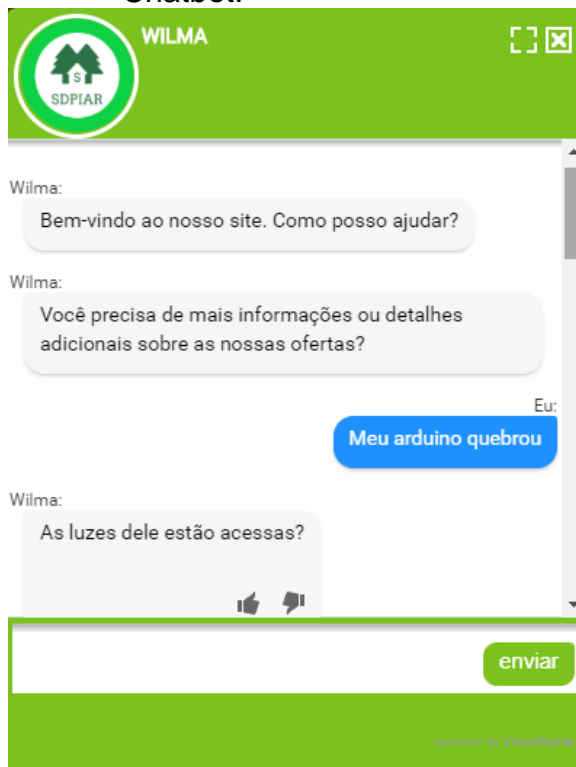 Chatbot:
WILMA
S
SDPIAR
Wilma:
Bem-vindo ao nosso site. Como posso ajudar?
Wilma:
Você precisa de mais informações ou detalhes
adicionais sobre as nossas ofertas?
Eu:
Meu arduino quebrou
Wilma:
As luzes dele estão acessas?
enviar